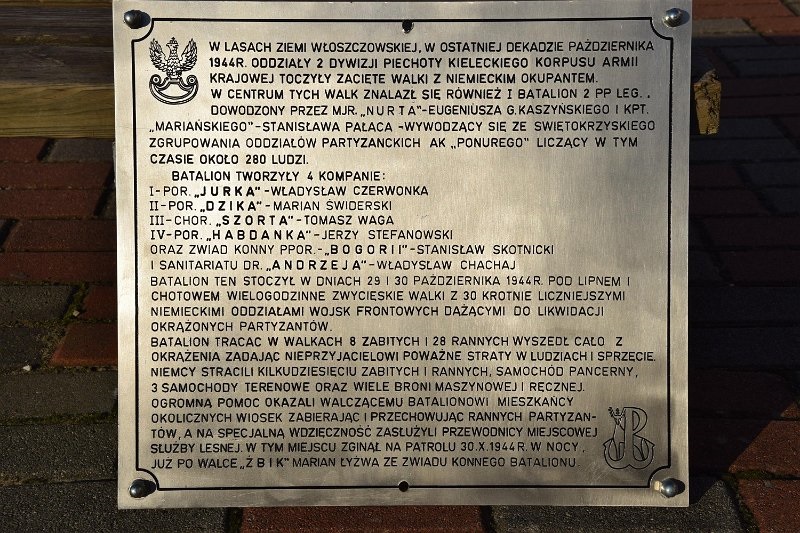 W LASACH ZIEMI WŁOSZCZOWSKIEJ, W OSTATNIEJ DEKADZIE PAŹDZIERNIKA
1944R. ODDZIAŁY 2 DYWIZJI PIECHOTY KIELECKIEGO KORPUSU ARMII
KRAJOWEJ TOCZYŁY ZACIĘTE WALKI Z NIEMIECKIM OKUPANTEM.
W CENTRUM TYCH WALK ZNALAZŁ SIĘ RÓWNIEŻ I BATALION 2 PP LEG..
DOWODZONY PRZEZ MJR. „NURTA"-EUGENIUSZA G.KASZYŃSKIEGO I KPT.
„MARIAŃSKIEGO"-STANISŁAWA PAŁACA -WYWODZĄCY SIĘ ZE SWIĘTOKRZYSKIEGO
ZGRUPOWANIA ODDZIAŁÓW PARTYZANCKICH AK „PONUREGO" LICZĄCY W TYM
CZASIE OKOŁO 280 LUDZI.
BATALION TWORZYŁY 4 KOMPANIE:
I-POR. „JURKA"-WŁADYSŁAW CZERWONKA
II-POR. „DZIKA"-MARIAN ŚWIDERSKI
III-CHOR. „SZORTA"-TOMASZ WAGA
IV-POR. „HABDANKA"-JERZY STEFANOWSKI
ORAZ ZWIAD KONNY PPOR.-„BOGORII"-STANISŁAW SKOTNICKI
I SANITARIATU DR. „ANDRZEJA"-WŁADYSŁAW CHACHAJ
BATALION TEN STOCZYŁ W DNIACH 29 I 30 PAŹDZIERNIKA 1944R. POD LIPNEM I
CHOTOWEM WIELOGODZINNE ZWYCIĘSKIE WALKI Z 30 KROTNIE LICZNIEJSZYMI
NIEMIECKIMI ODDZIAŁAMI WOJSK FRONTOWYCH DAŻĄCYMI DO LIKWIDACJI
OKRĄŻONYCH PARTYZANTÓW.
BATALION TRACĄC W WALKACH 8 ZABITYCH I 28 RANNYCH WYSZEDŁ CAŁO Z
OKRĄŻENIA ZADAJĄC NIEPRZYJACIELOWI POWAŻNE STRATY W LUDZIACH I SPRZĘCIE.
NIEMCY STRACILI KILKUDZIESIĘCIU ZABITYCH I RANNYCH, SAMOCHÓD PANCERNY,
3 SAMOCHODY TERENOWE ORAZ WIELE BRONI MASZYNOWEJ I RĘCZNEJ.
OGROMNĄ POMOC OKAZALI WALCZĄCEMU BATALIONOWI MIESZKAŃCY
OKOLICZNYCH WIOSEK ZABIERAJĄC I PRZECHOWUJĄC RANNYCH PARTYZAN-
TÓW, A NA SPECJALNĄ WDZIĘCZNOŚĆ ZASŁUŻYLI PRZEWODNICY MIEJSCOWEJ
SŁUŻBY LEŚNEJ. W TYM MIEJSCU ZGINĄŁ NA PATROLU 30.X.1944R. W NOCY,
JUŻ PO WALCE „ŻBIK" MARIAN ŁYŻWA ZE ZWIADU KONNEGO BATALIONU.